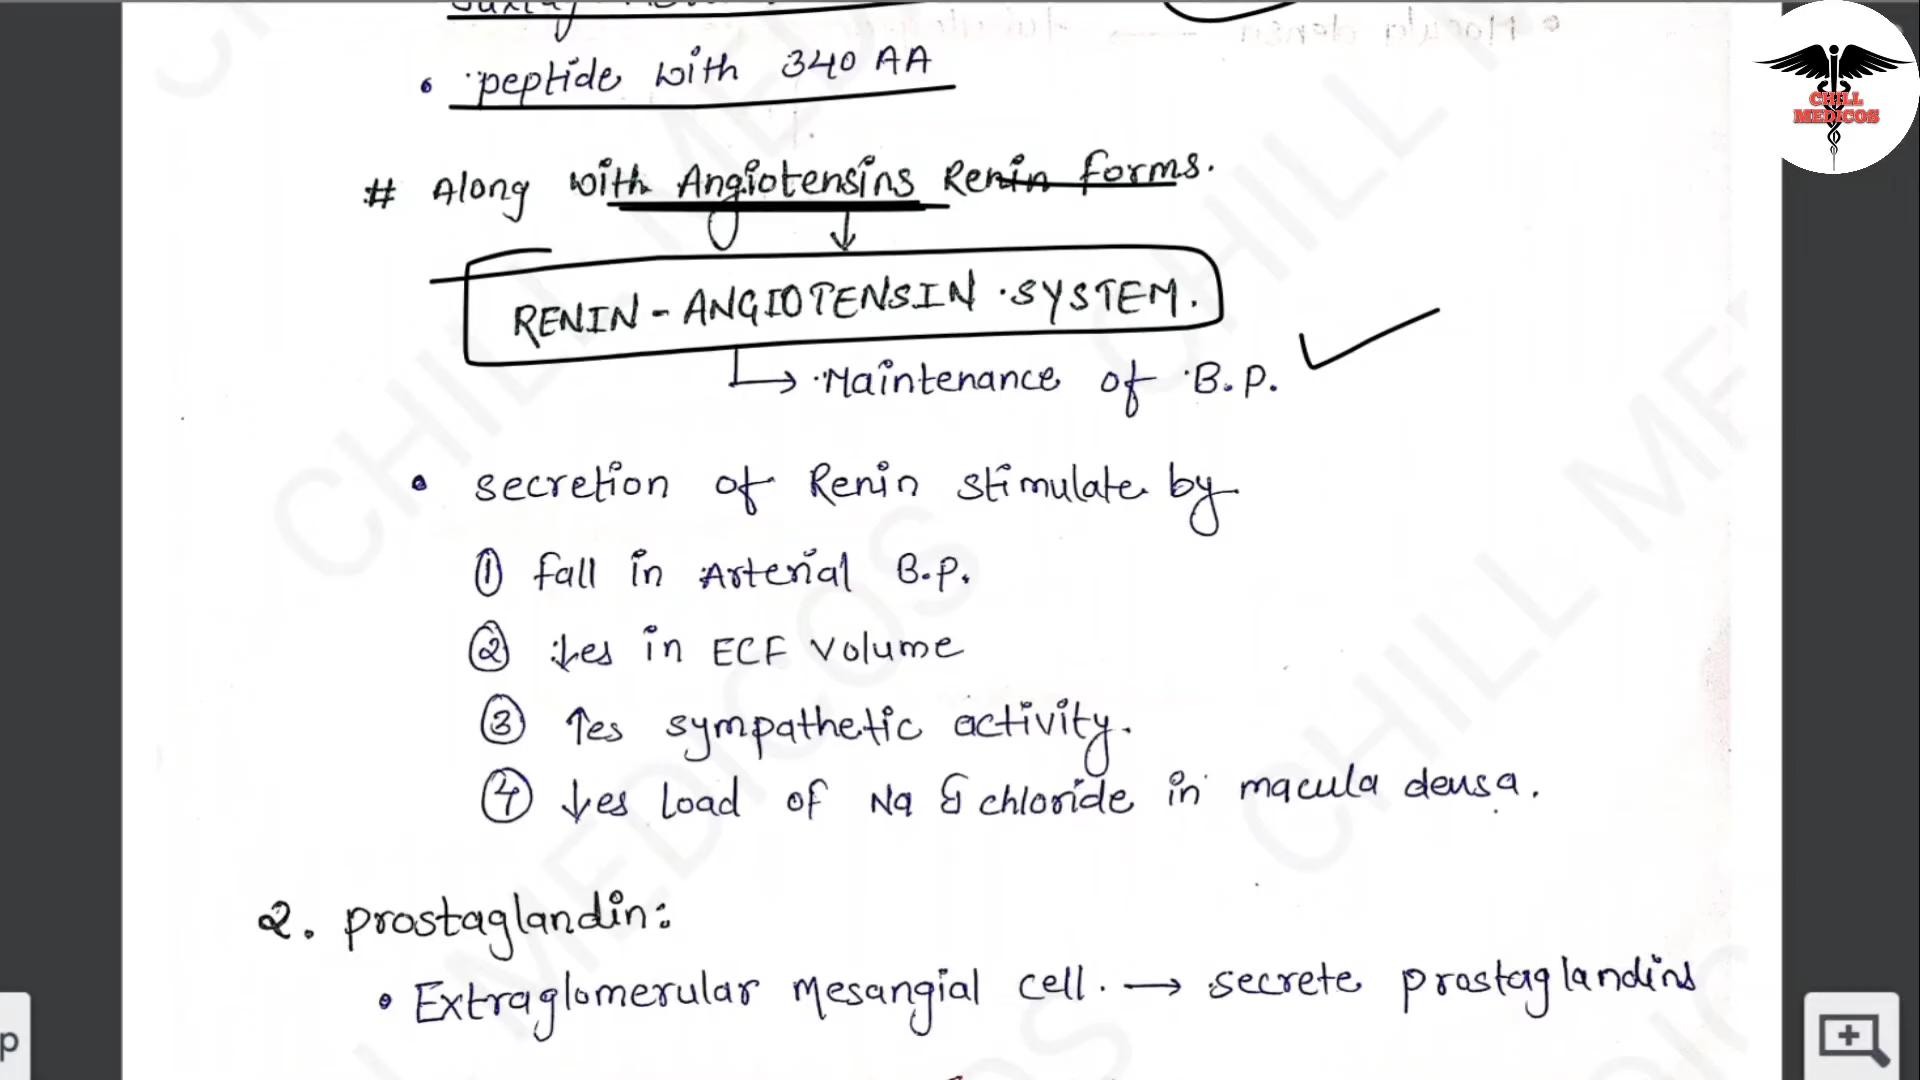 • peptide with 340 AA
# Along with Angiotensins Renin forms.
↓
RENIN - ANGIOTENSIN SYSTEM.
→ Maintenance of B.P.
• secretion of Renin stimulate by
① fall in Arterial B.P.
② ↓es in ECF Volume
③ ↑es sympathetic activity.
④ ↓es Load of Na & chloride in macula densa.
2. prostaglandin:
• Extraglomerular mesangial cell. → secrete prostaglandins
CHILL
MEDICOS
p